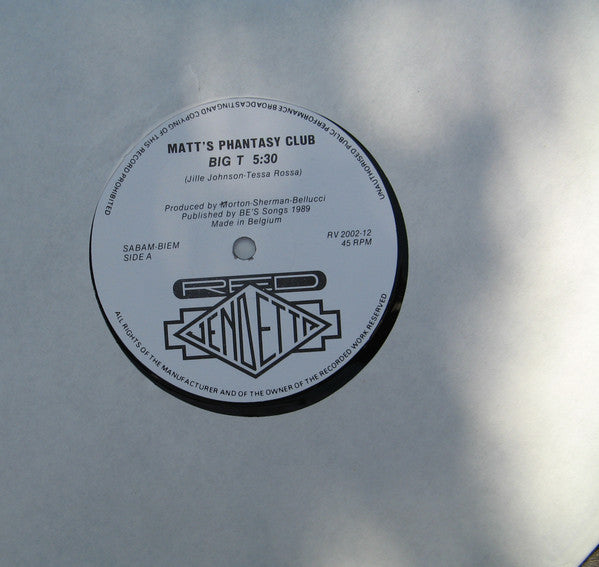 UNAUTHORISED PUBLIC PERFORMANCE BROADCASTINGAND COPYING OF THIS RECORD PROHIBITED
MATT'S PHANTASY CLUB
BIG T 5:30
(Jille Johnson-Tessa Rossa)
Produced by Morton-Sherman-Bellucci
Published by BE'S Songs 1989
Made in Belgium
SABAM-BIEM
SIDE A
RV 2002-12
45 RPM
RED
VENDETTA
ALL RIGHTS OF THE MANUFACTURER AND OF THE OWNER OF THE RECORDED WORK RESERVED